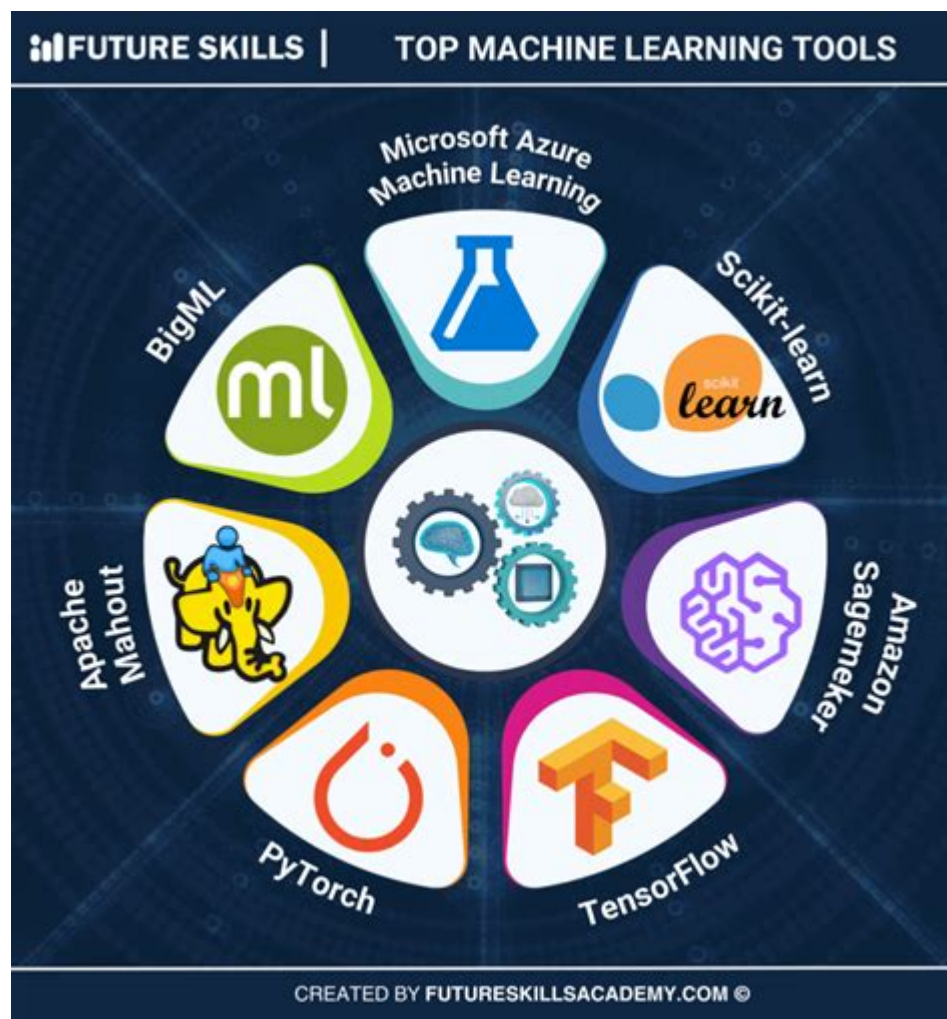 FUTURE SKILLS | TOP MACHINE LEARNING TOOLS
Microsoft Azure
Machine Learning
Scikit-learn
scikit
learn
Amazon
Sagemeker
TensorFlow
PyTorch
Apache
Mahout
BigML
ml
CREATED BY FUTURESKILLSACADEMY.COM ©